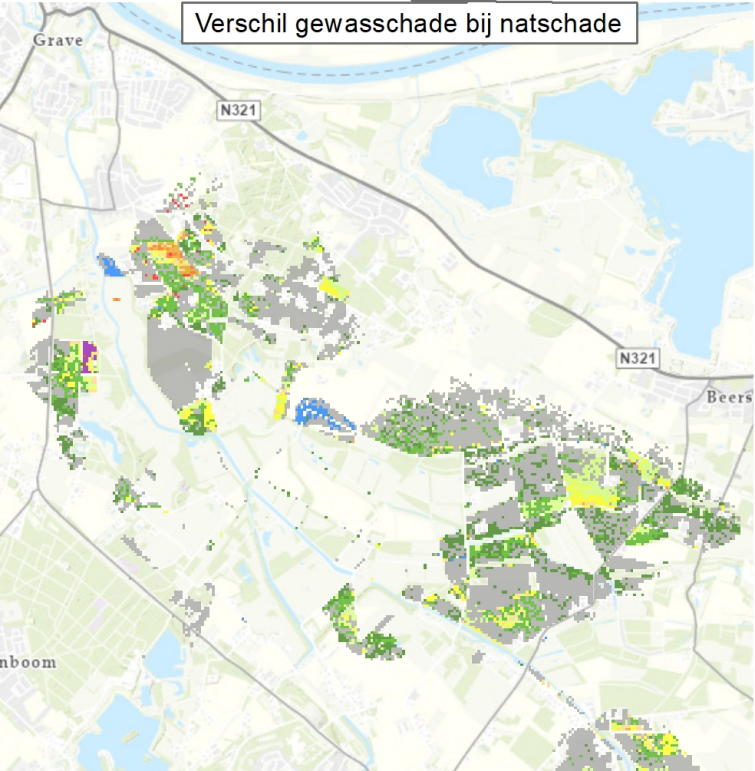 Verschil gewasschade bij natschade
Grave
N321
N321
Beers
nboom